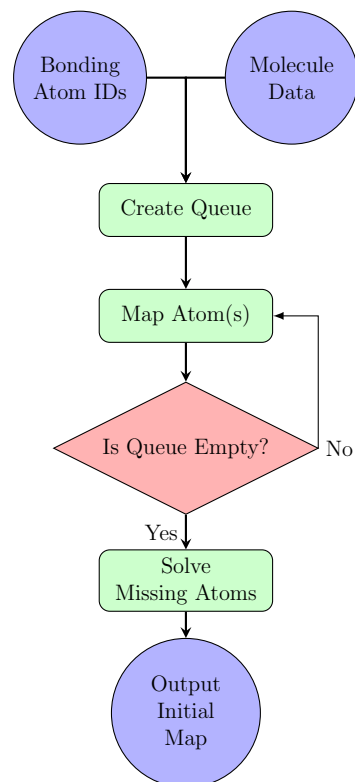 Bonding
Atom IDs
Molecule
Data
Create Queue
Map Atom(s)
Is Queue Empty?
No
Yes
Solve
Missing Atoms
Output
Initial
Map